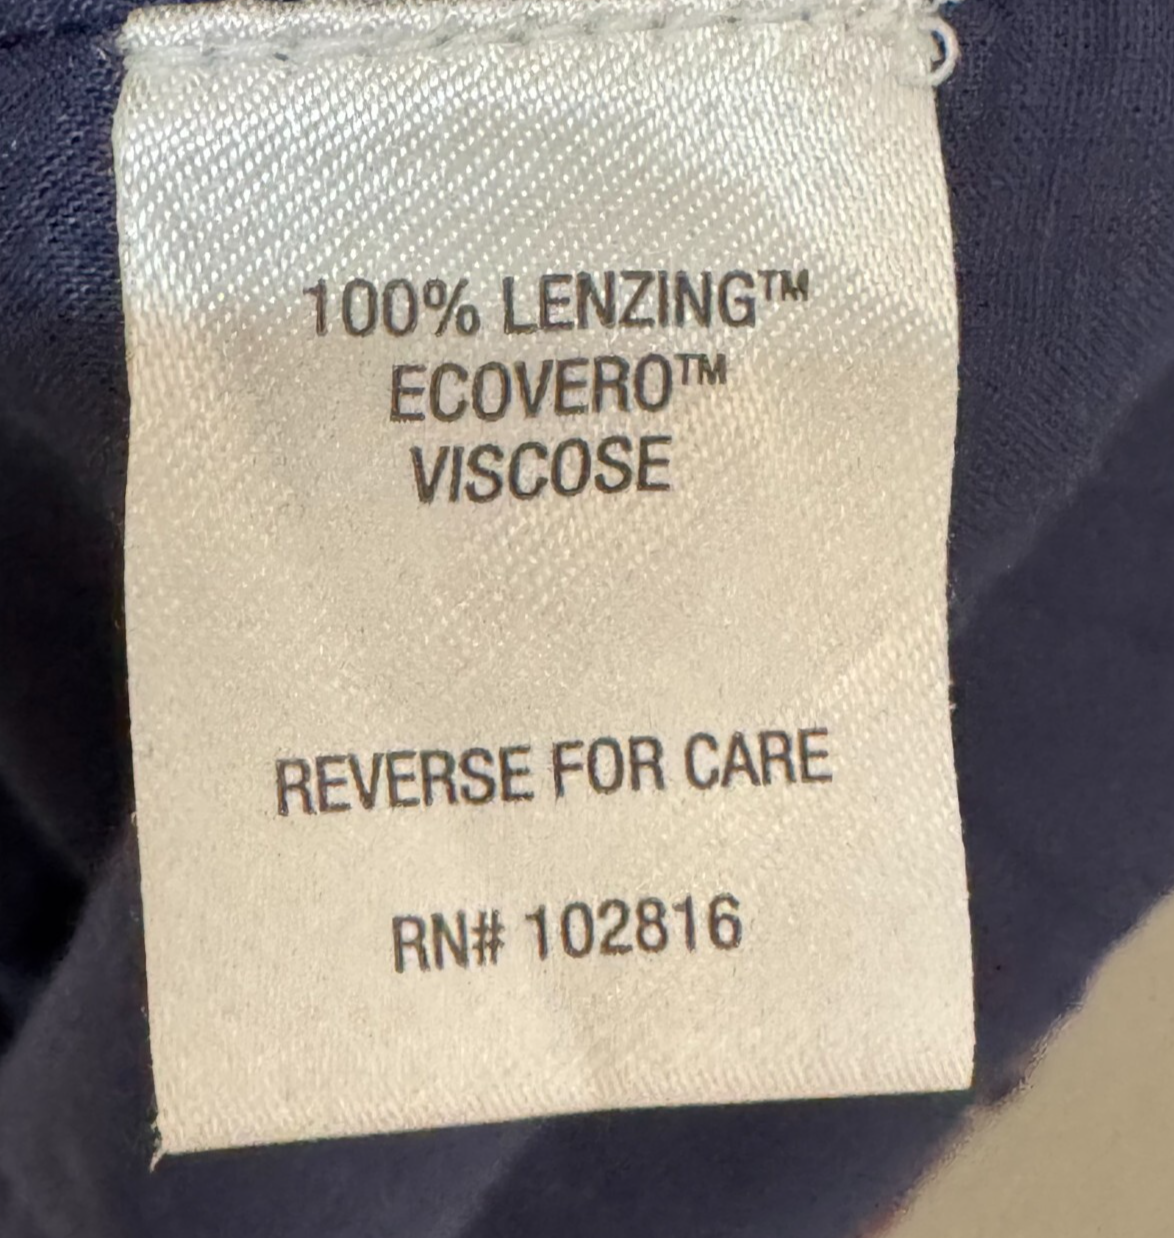 100% LENZING™
ECOVERO™
VISCOSE
REVERSE FOR CARE
RN# 102816